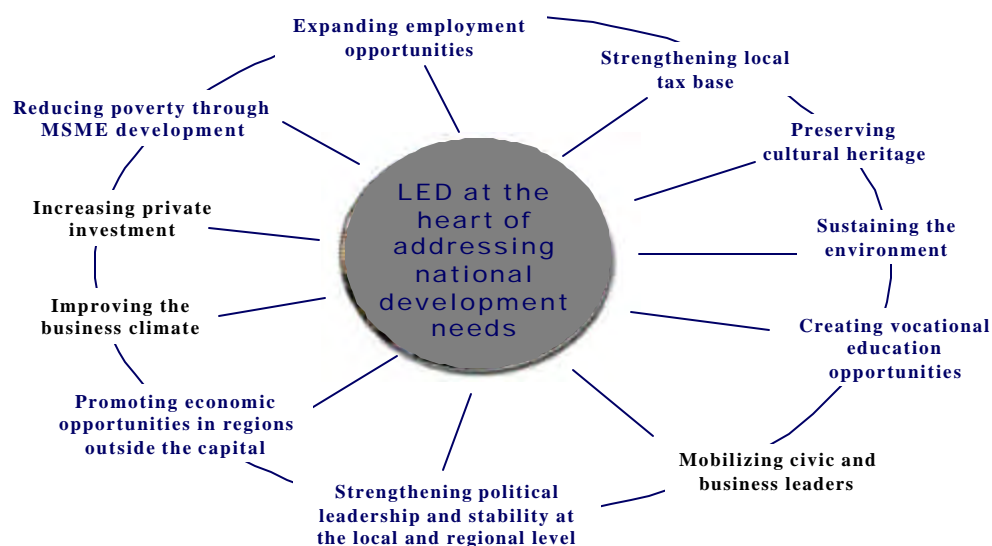 Expanding employment
opportunities
Strengthening local
tax base
Reducing poverty through
MSME development
Preserving
cultural heritage
LED at the
heart of
addressing
national
development
needs
Increasing private
investment
Sustaining the
environment
Improving the
business climate
Creating vocational
education
opportunities
Promoting economic
opportunities in regions
outside the capital
Mobilizing civic and
business leaders
Strengthening political
leadership and stability at
the local and regional level